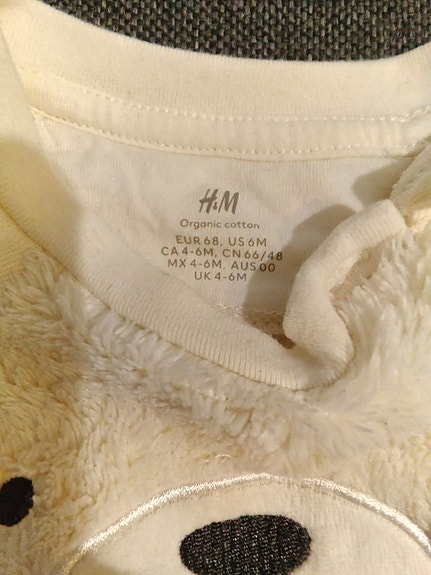 H&M
Organic cotton
EUR 68, US 6M
CA 4-6M, CN 66/48
MX 4-6M, AUS 00
UK 4-6M